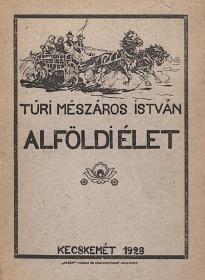 TÚRI MÉSZÁROS ISTVÁN
ALFÖLDI ÉLET
KECSKEMÉT 1928